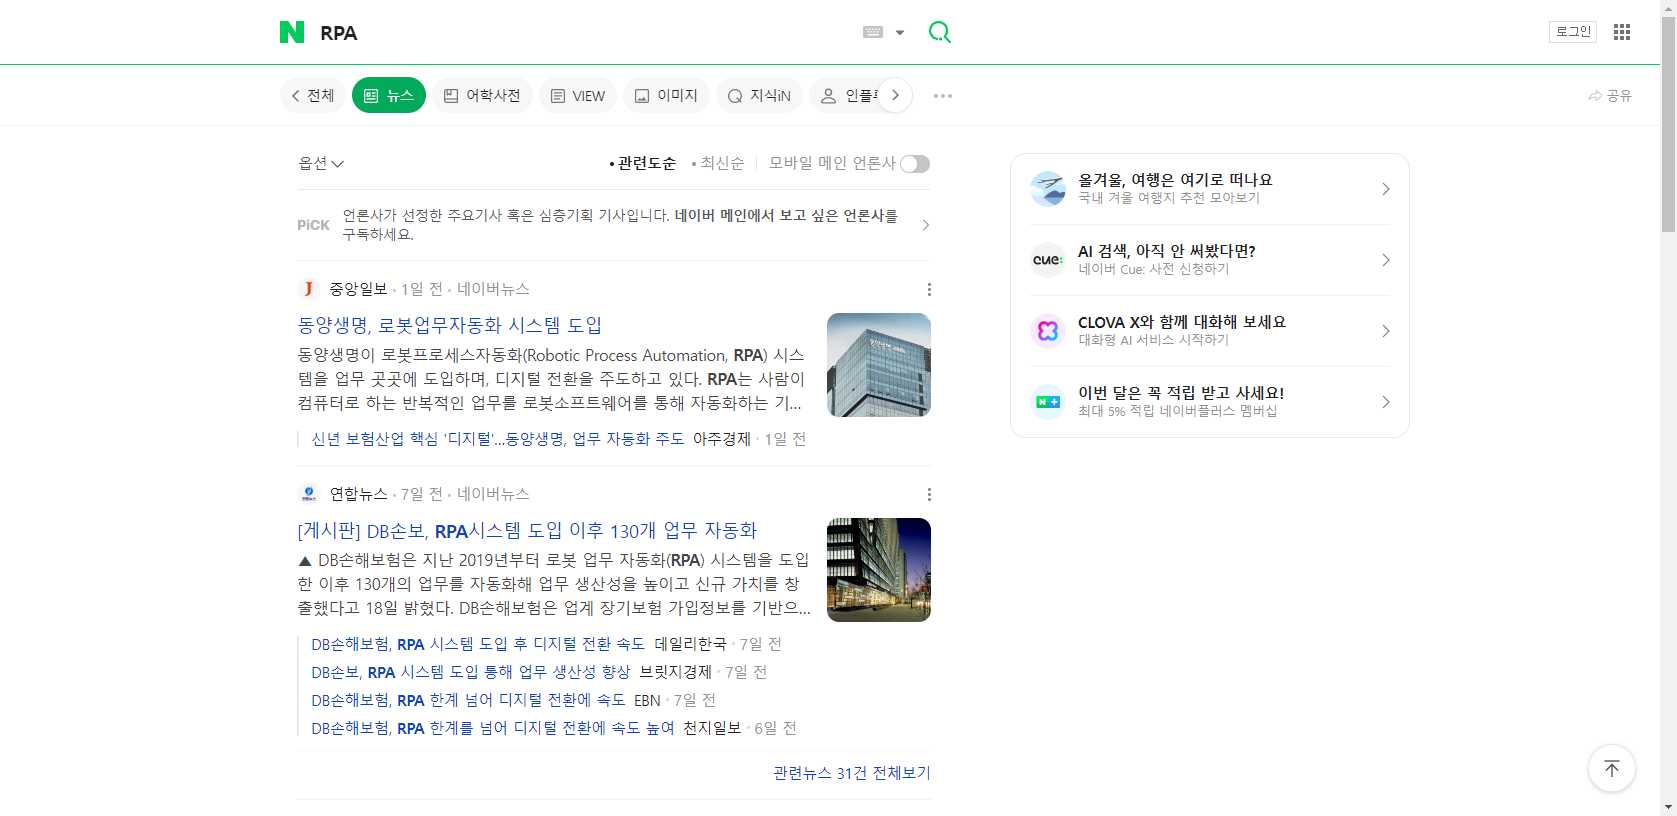 N RPA
로그인
전체 뉴스 어학사전 VIEW 이미지 지식iN
공유
옵션 • 관련도순 • 최신순 모바일 메인 언론사
PiCK 언론사가 선정한 주요기사 혹은 심층기획 기사입니다. 네이버 메인에서 보고 싶은 언론사를
구독하세요.
J 중앙일보 · 1일 전 · 네이버뉴스
동양생명, 로봇업무자동화 시스템 도입
동양생명이 로봇프로세스자동화(Robotic Process Automation, RPA) 시스
템을 업무 곳곳에 도입하며, 디지털 전환을 주도하고 있다. RPA는 사람이
컴퓨터로 하는 반복적인 업무를 로봇소프트웨어를 통해 자동화하는 기...
신년 보험산업 핵심 '디지털'...동양생명, 업무 자동화 주도 아주경제 · 1일 전
연합뉴스 · 7일 전 · 네이버뉴스
[게시판] DB손보, RPA시스템 도입 이후 130개 업무 자동화
▲ DB손해보험은 지난 2019년부터 로봇 업무 자동화(RPA) 시스템을 도입
한 이후 130개의 업무를 자동화해 업무 생산성을 높이고 신규 가치를 창
출했다고 18일 밝혔다. DB손해보험은 업계 장기보험 가입정보를 기반으...
DB손해보험, RPA 시스템 도입 후 디지털 전환 속도 데일리한국 · 7일 전
DB손보, RPA 시스템 도입 통해 업무 생산성 향상 브릿지경제 · 7일 전
DB손해보험, RPA 한계 넘어 디지털 전환에 속도 EBN · 7일 전
DB손해보험, RPA 한계를 넘어 디지털 전환에 속도 높여 천지일보 · 6일 전
관련뉴스 31건 전체보기
올겨울, 여행은 여기로 떠나요
국내 겨울 여행지 추천 모아보기
cue: AI 검색, 아직 안 써봤다면?
네이버 Cue: 사전 신청하기
CLOVA X와 함께 대화해 보세요
대화형 AI 서비스 시작하기
N + 이번 달은 꼭 적립 받고 사세요!
최대 5% 적립 네이버플러스 멤버십